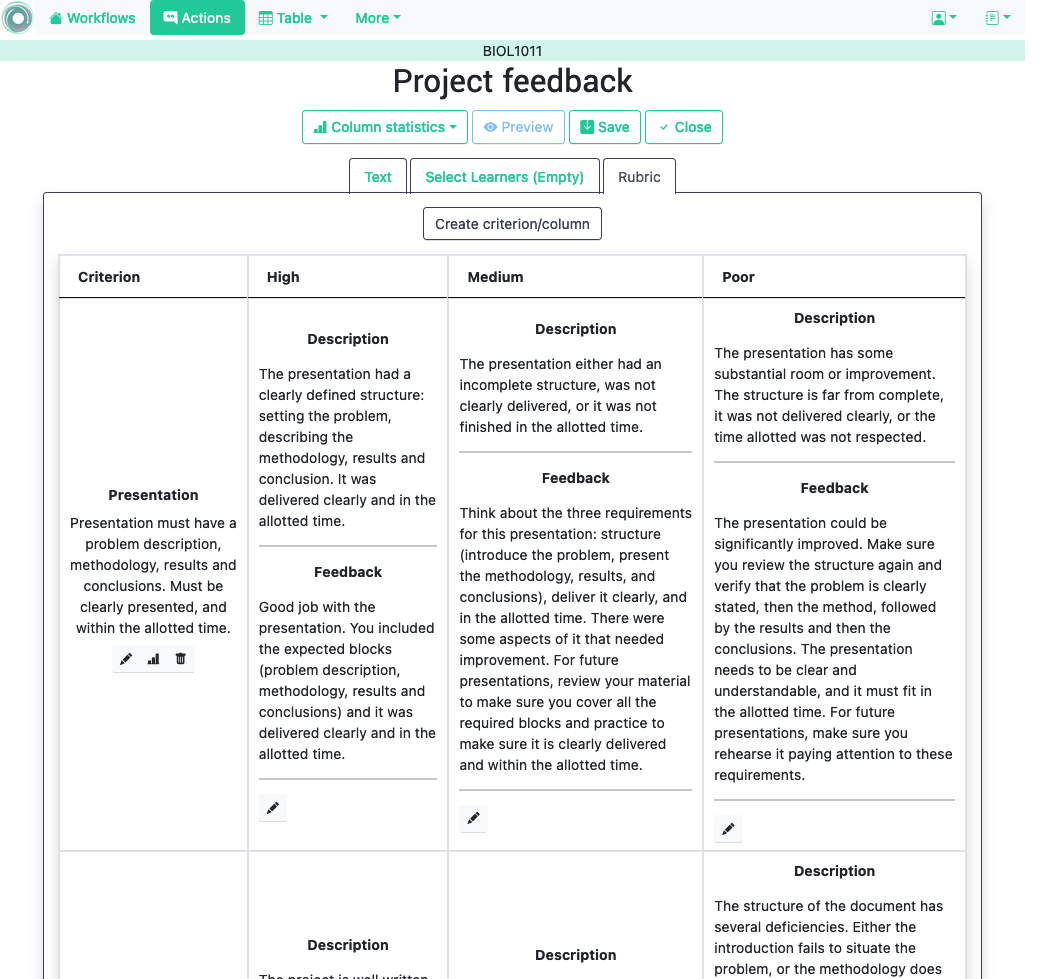 Workflows Actions Table More
BIOL1011
Project feedback
Column statistics Preview Save Close
Text Select Learners (Empty) Rubric
Create criterion/column
Criterion High Medium Poor
Presentation
Presentation must have a
problem description,
methodology, results and
conclusions. Must be
clearly presented, and
within the allotted time.
Description
The presentation had a
clearly defined structure:
setting the problem,
describing the
methodology, results and
conclusion. It was
delivered clearly and in the
allotted time.
Feedback
Good job with the
presentation. You included
the expected blocks
(problem description,
methodology, results and
conclusions) and it was
delivered clearly and in the
allotted time.
Description
The presentation either had an
incomplete structure, was not
clearly delivered, or it was not
finished in the allotted time.
Feedback
Think about the three requirements
for this presentation: structure
(introduce the problem, present
the methodology, results, and
conclusions), deliver it clearly, and
in the allotted time. There were
some aspects of it that needed
improvement. For future
presentations, review your material
to make sure you cover all the
required blocks and practice to
make sure it is clearly delivered
and within the allotted time.
Description
The presentation has some
substantial room or improvement.
The structure is far from complete,
it was not delivered clearly, or the
time allotted was not respected.
Feedback
The presentation could be
significantly improved. Make sure
you review the structure again and
verify that the problem is clearly
stated, then the method, followed
by the results and then the
conclusions. The presentation
needs to be clear and
understandable, and it must fit in
the allotted time. For future
presentations, make sure you
rehearse it paying attention to these
requirements.
Description
The project is well written
Description
Description
The structure of the document has
several deficiencies. Either the
introduction fails to situate the
problem, or the methodology does